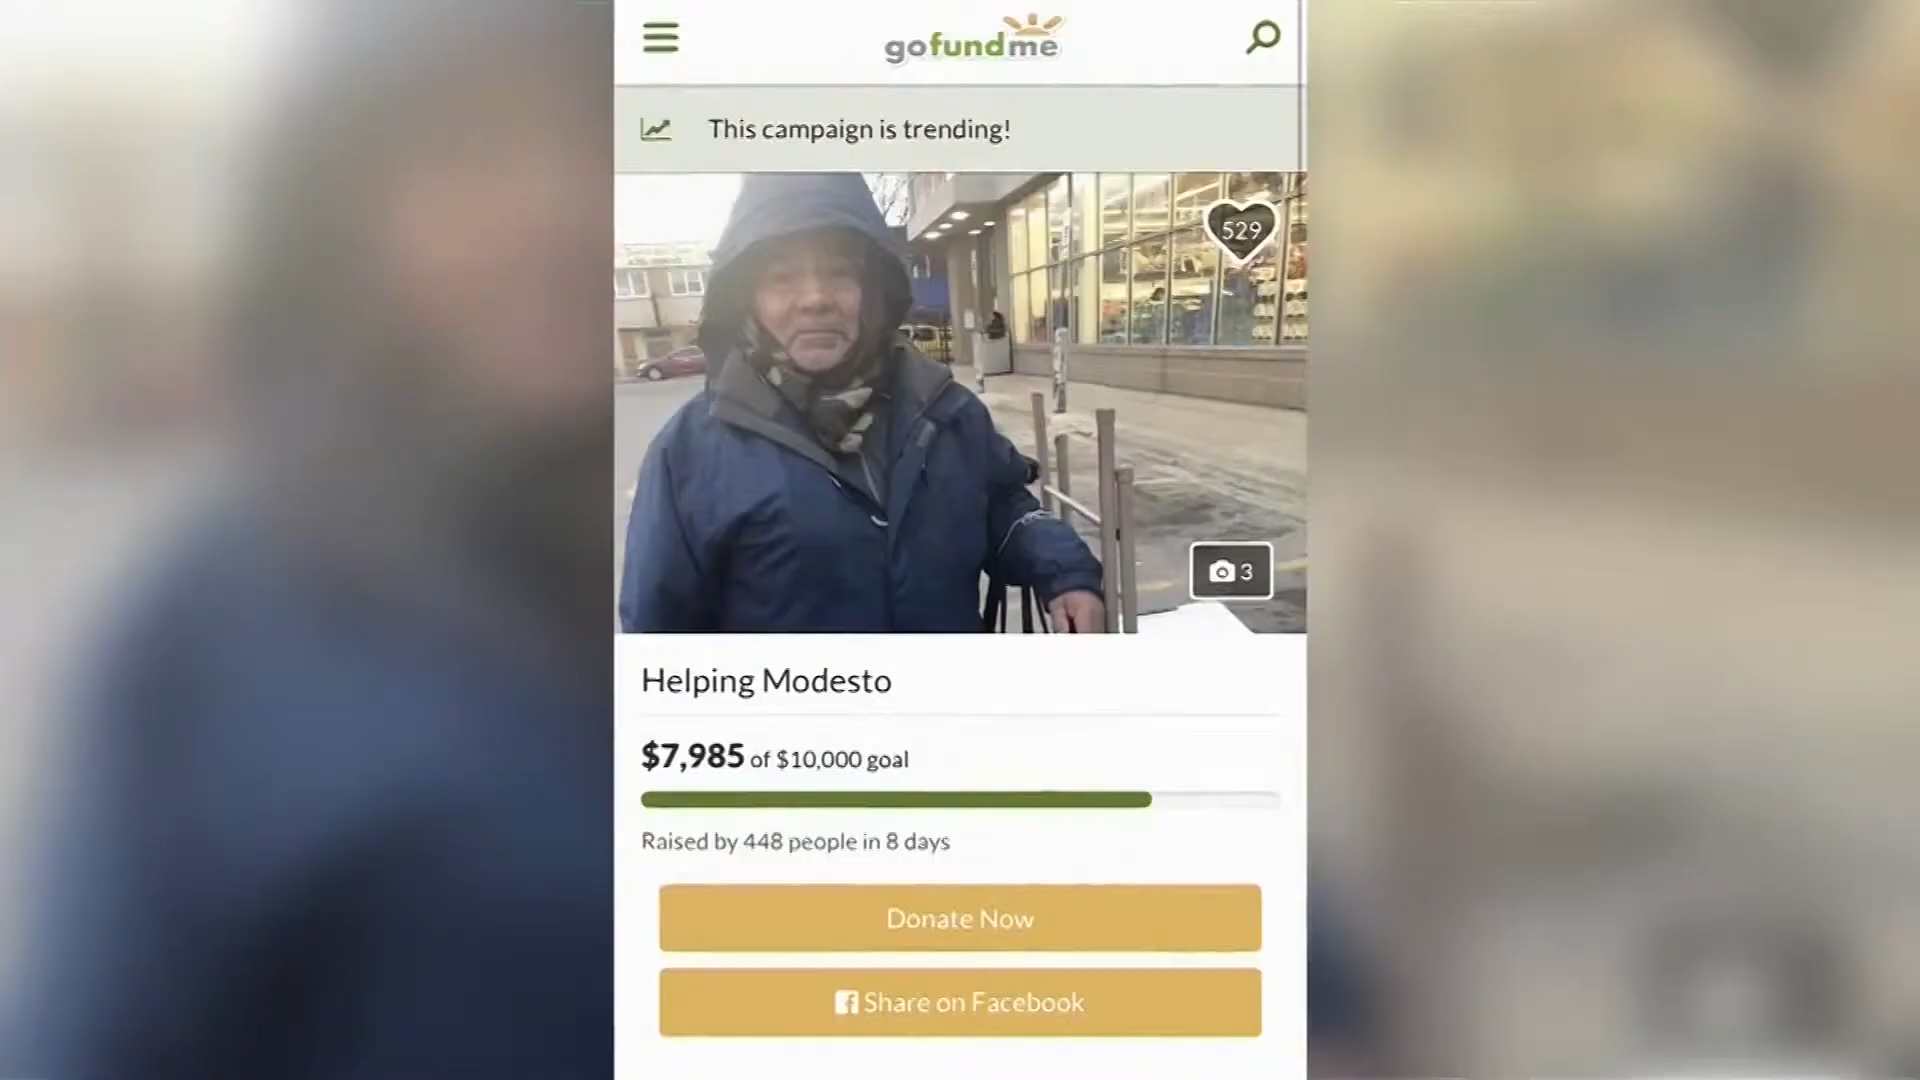 gofundme
This campaign is trending!
529
3
Helping Modesto
$7,985 of $10,000 goal
Raised by 448 people in 8 days
Donate Now
Share on Facebook